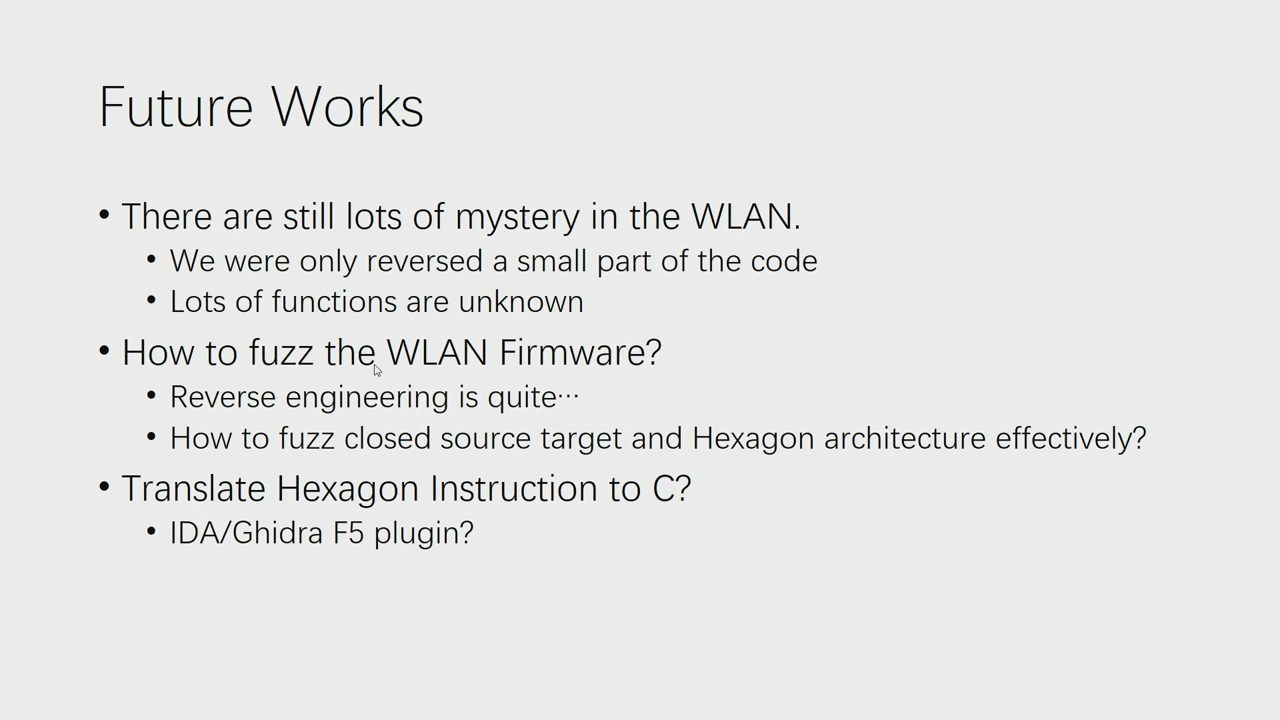 Future Works
• There are still lots of mystery in the WLAN.
• We were only reversed a small part of the code
• Lots of functions are unknown
• How to fuzz the WLAN Firmware?
• Reverse engineering is quite…
• How to fuzz closed source target and Hexagon architecture effectively?
• Translate Hexagon Instruction to C?
• IDA/Ghidra F5 plugin?